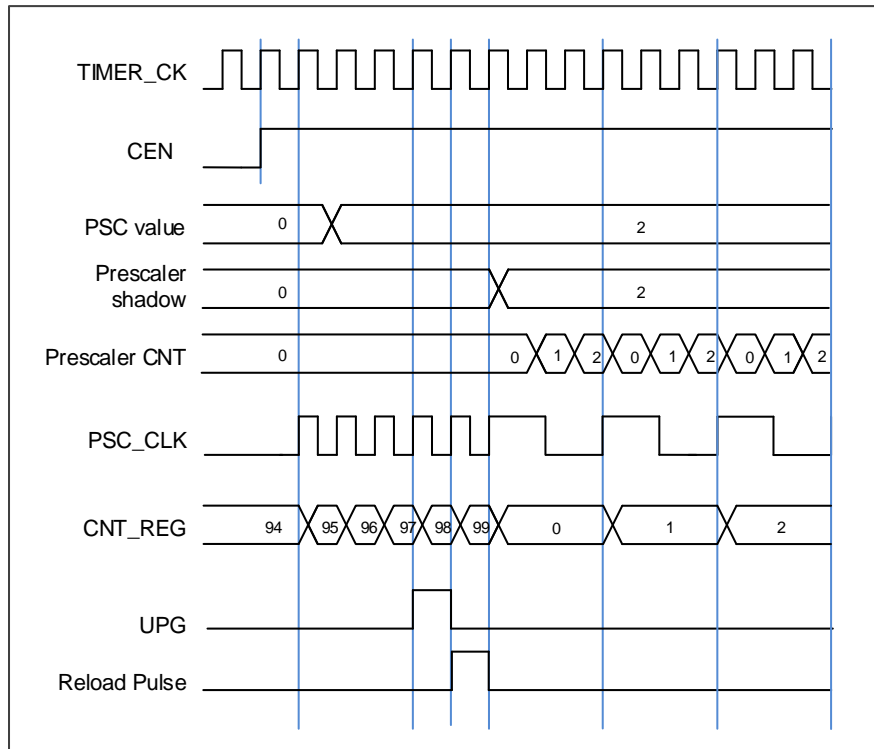 TIMER_CK
CEN
PSC value 0 2
Prescaler
shadow 0 2
Prescaler CNT 0 0 1 2 0 1 2 0 1 2
PSC_CLK
CNT_REG 94 95 96 97 98 99 0 1 2
UPG
Reload Pulse